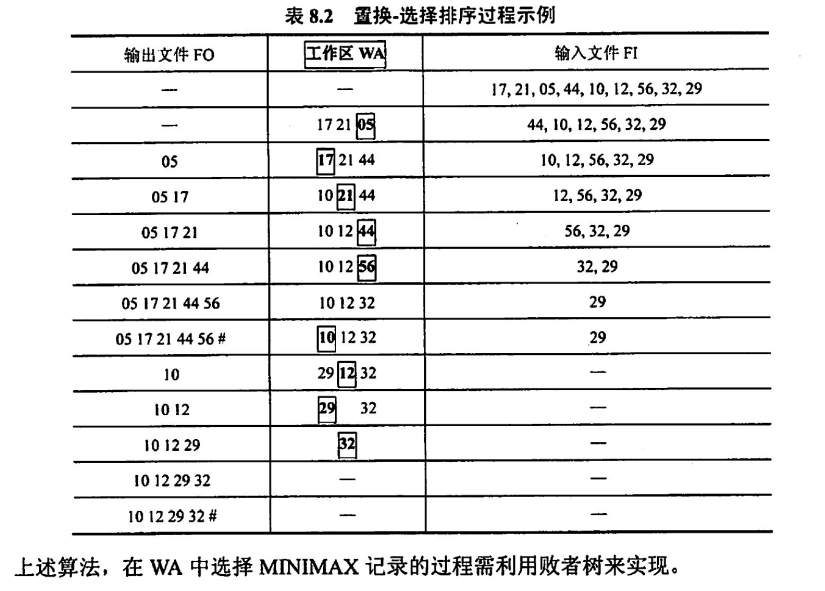 表 8.2 置换-选择排序过程示例
输出文件 FO 工作区 WA 输入文件 FI
— — 17, 21, 05, 44, 10, 12, 56, 32, 29
— 17 21 05 44, 10, 12, 56, 32, 29
05 17 21 44 10, 12, 56, 32, 29
05 17 10 21 44 12, 56, 32, 29
05 17 21 10 12 44 56, 32, 29
05 17 21 44 10 12 56 32, 29
05 17 21 44 56 10 12 32 29
05 17 21 44 56 # 10 12 32 29
10 29 12 32 —
10 12 29 32 —
10 12 29 32 —
10 12 29 32 — —
10 12 29 32 # — —
上述算法，在 WA 中选择 MINIMAX 记录的过程需利用败者树来实现。